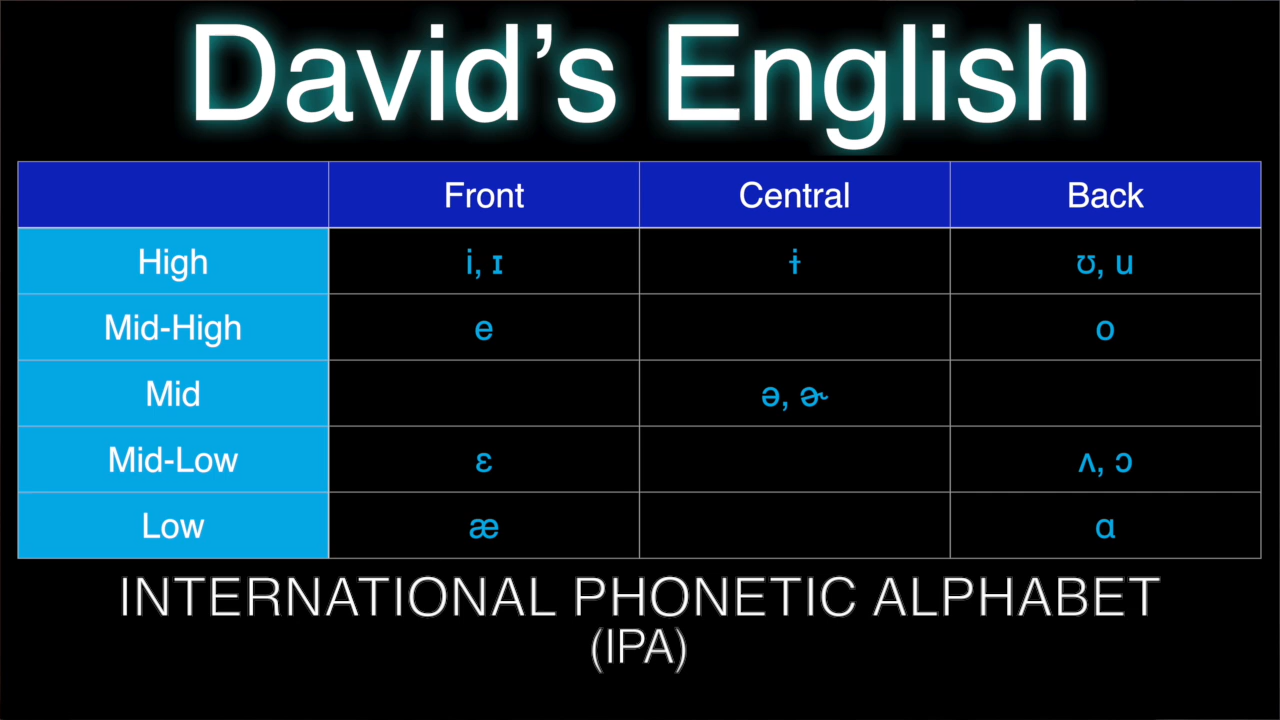 David’s English
Front Central Back
High i, ɪ ɨ ʊ, u
Mid-High e o
Mid ə, ɚ
Mid-Low ɛ ʌ, ɔ
Low æ ɑ
INTERNATIONAL PHONETIC ALPHABET
(IPA)